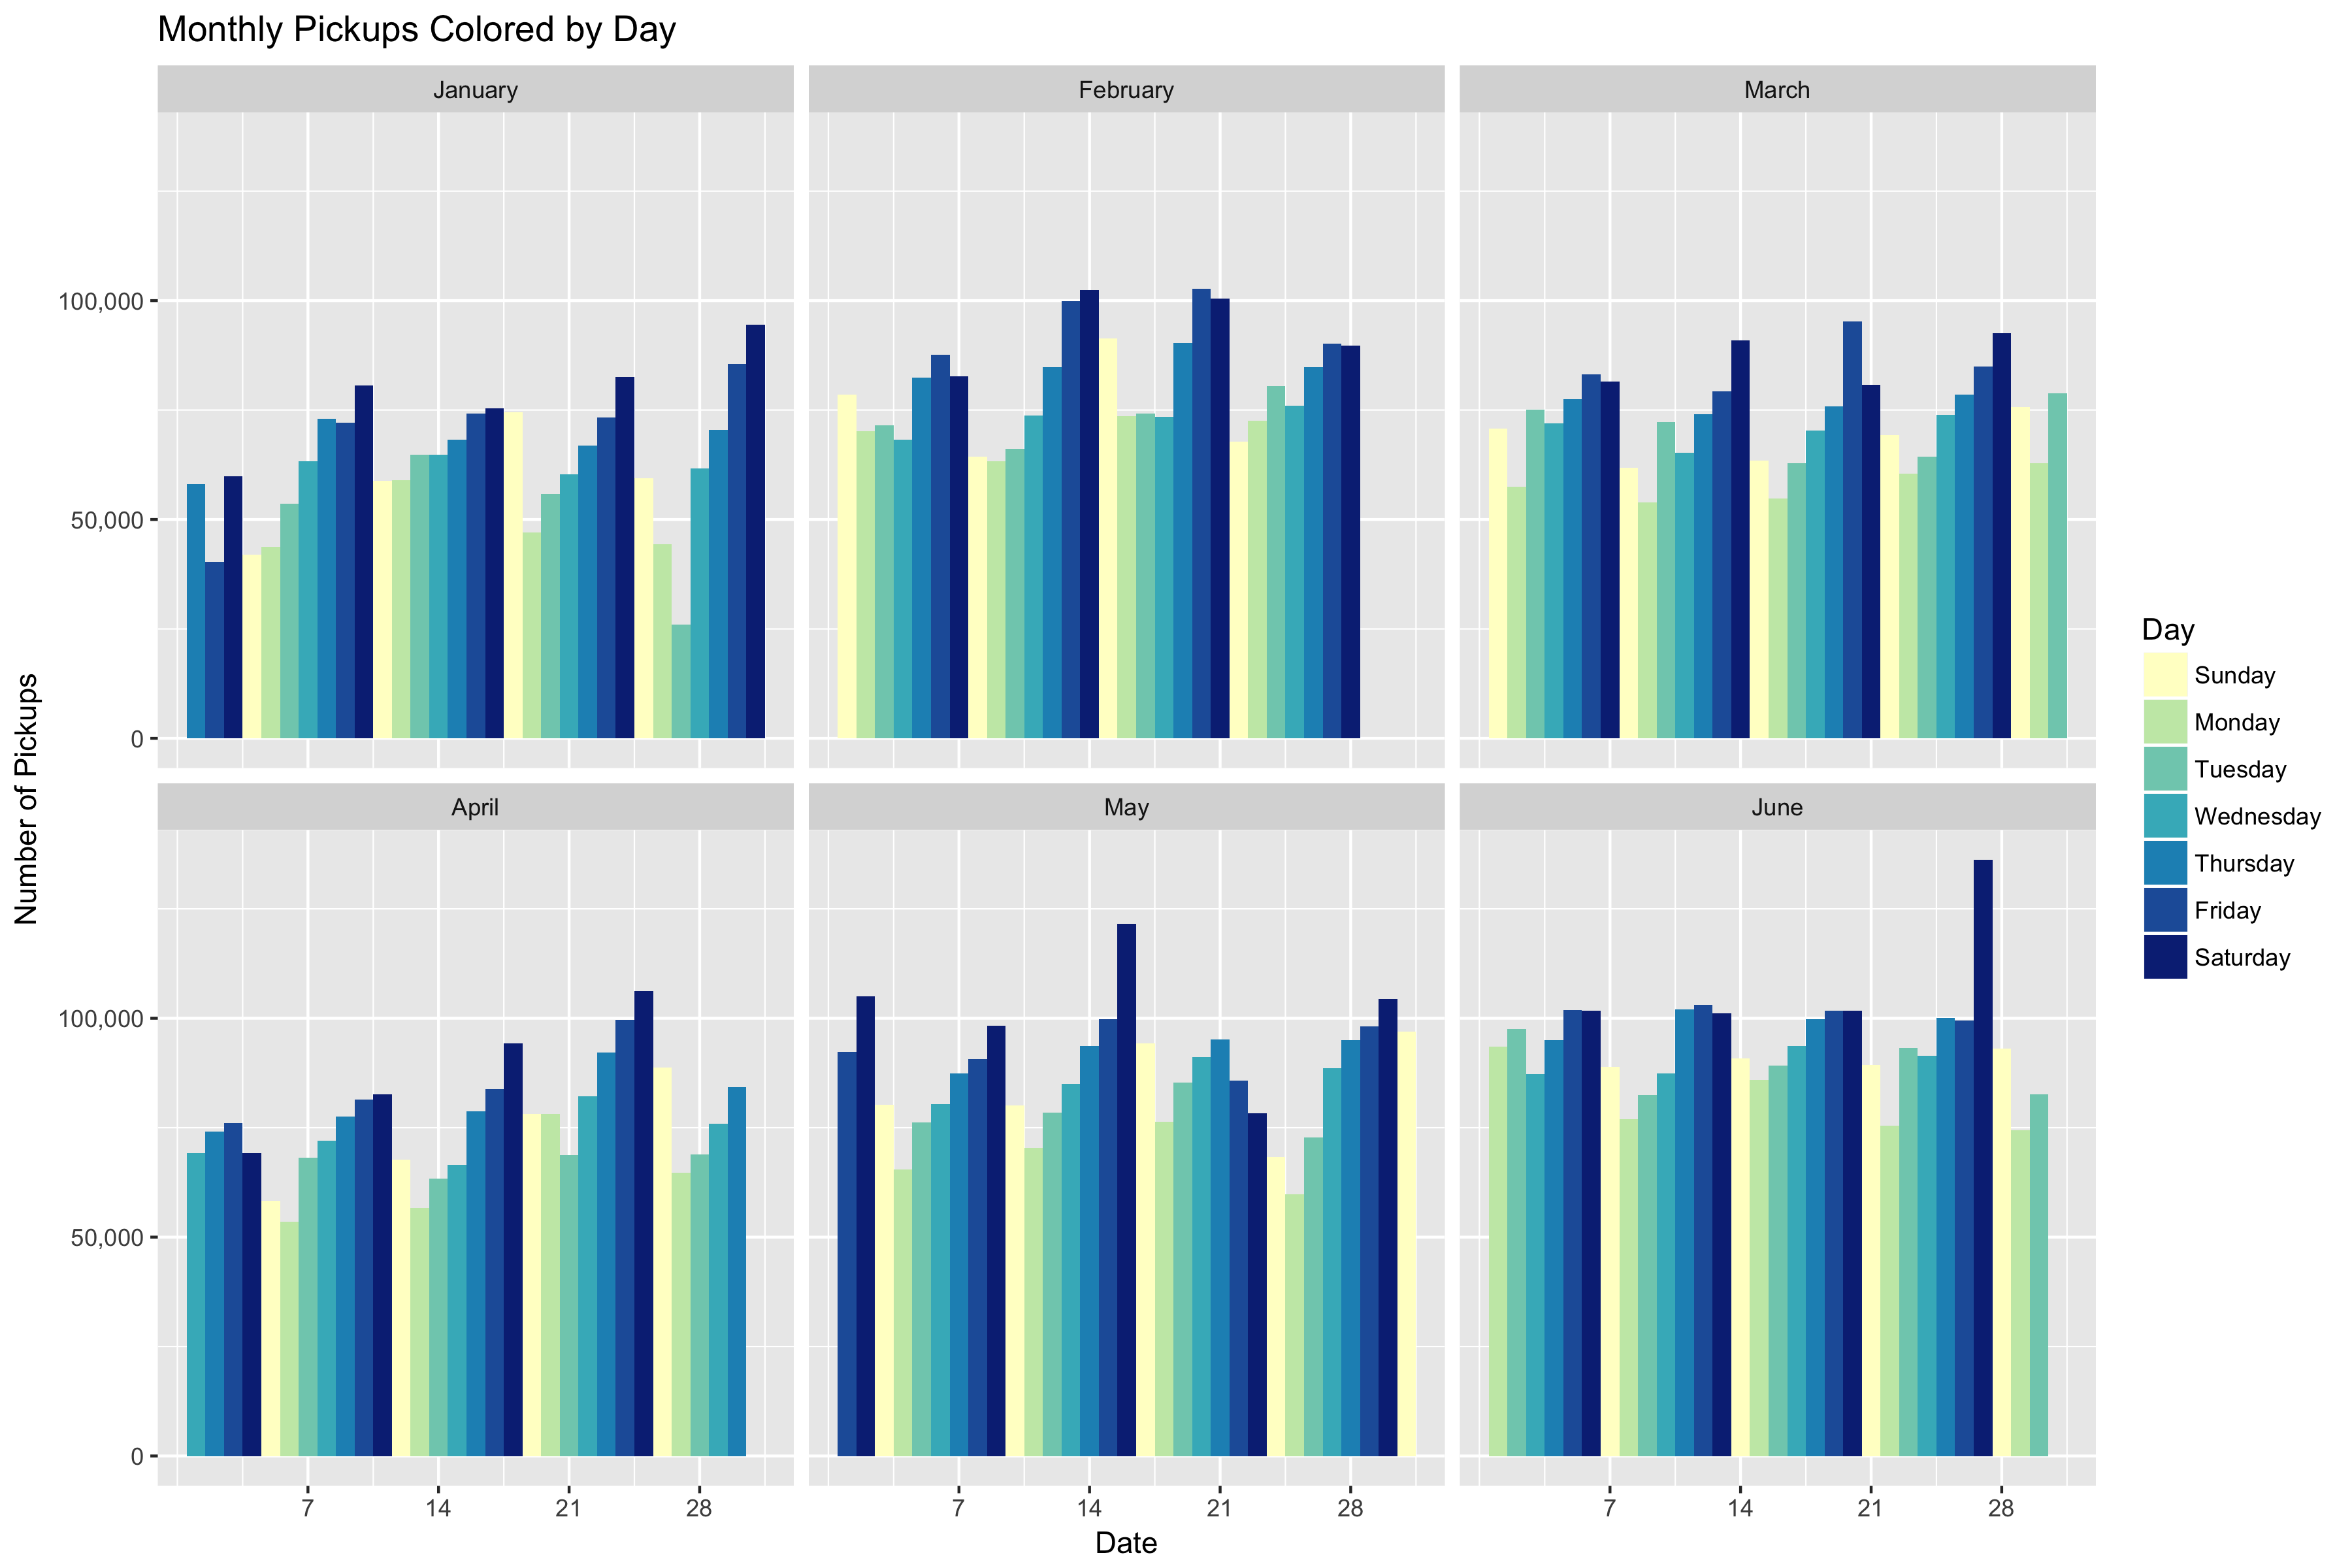 Monthly Pickups Colored by Day
January
February
March
100,000
50,000
0
April
May
June
100,000
50,000
0
7
14
21
28
7
14
21
28
7
14
21
28
Date
Number of Pickups
Day
Sunday
Monday
Tuesday
Wednesday
Thursday
Friday
Saturday